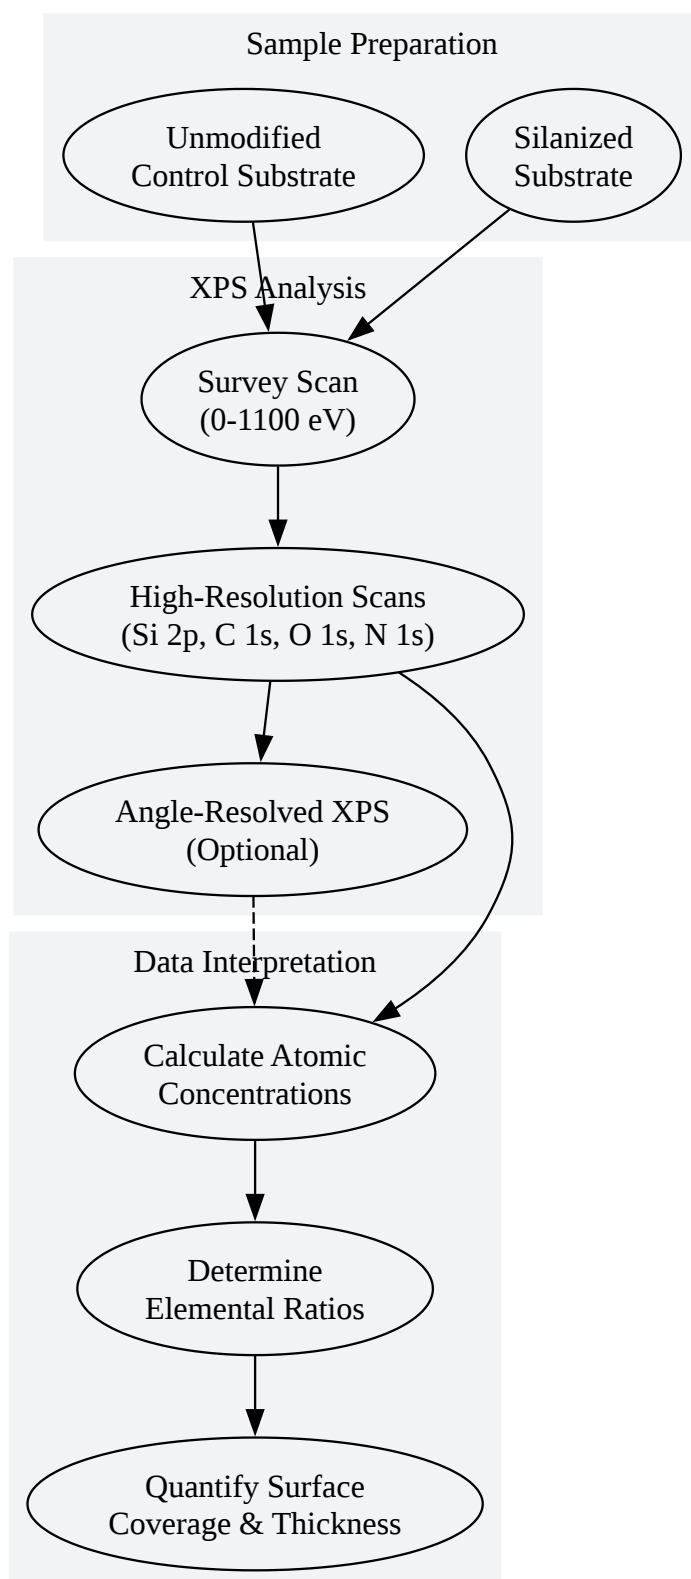 Sample Preparation
Unmodified
Control Substrate
Silanized
Substrate
XPS Analysis
Survey Scan
(0-1100 eV)
High-Resolution Scans
(Si 2p, C 1s, O 1s, N 1s)
Angle-Resolved XPS
(Optional)
Data Interpretation
Calculate Atomic
Concentrations
Determine
Elemental Ratios
Quantify Surface
Coverage & Thickness